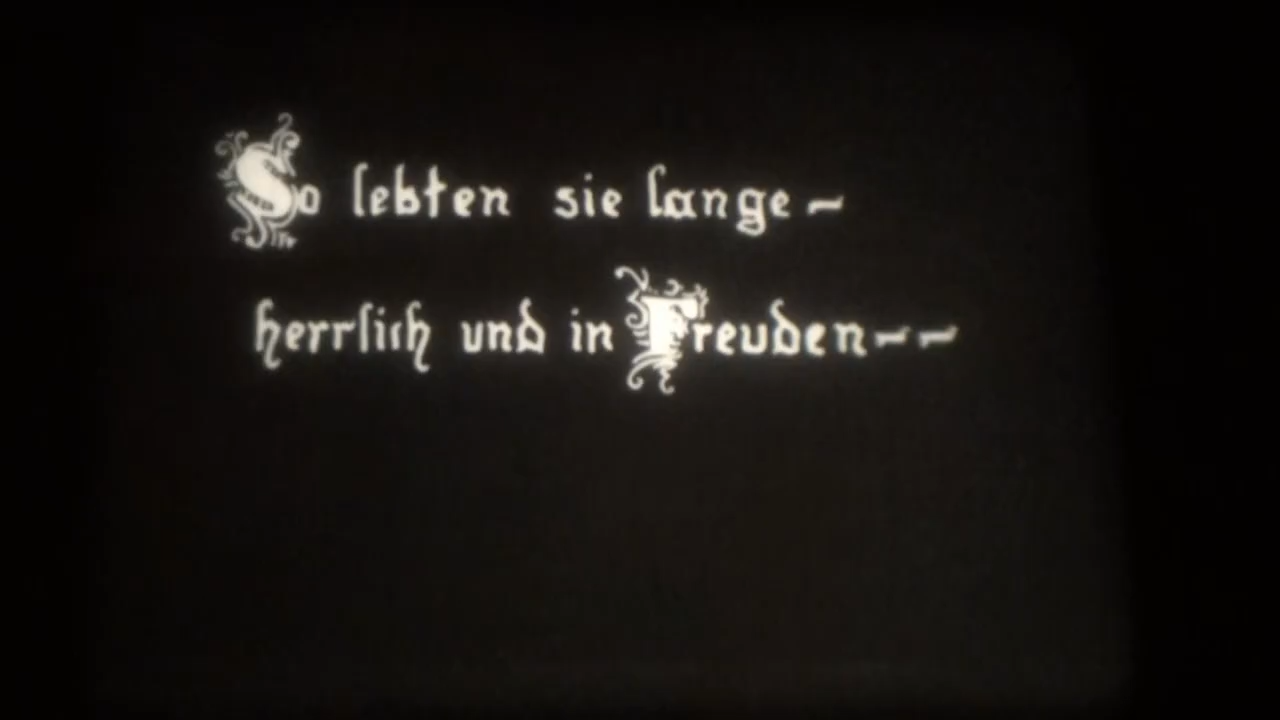 So lebten sie lange –
herrlich und in Freuden – –